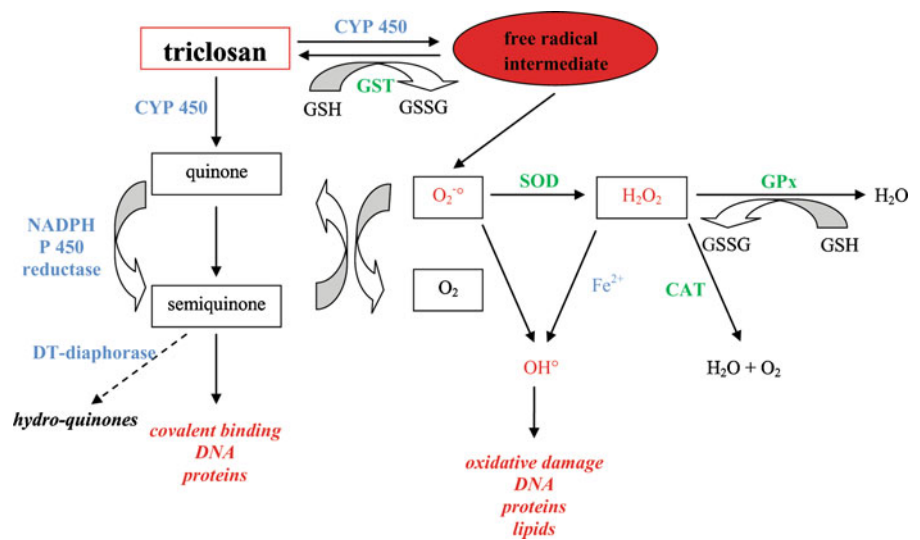 CYP 450
triclosan
free radical
intermediate
GST
GSH
GSSG
CYP 450
quinone
O₂⁻°
SOD
H₂O₂
GPx
H₂O
NADPH
P 450
reductase
GSSG
GSH
semiquinone
O₂
Fe²⁺
CAT
DT-diaphorase
OH°
H₂O + O₂
hydro-quinones
covalent binding
DNA
proteins
oxidative damage
DNA
proteins
lipids